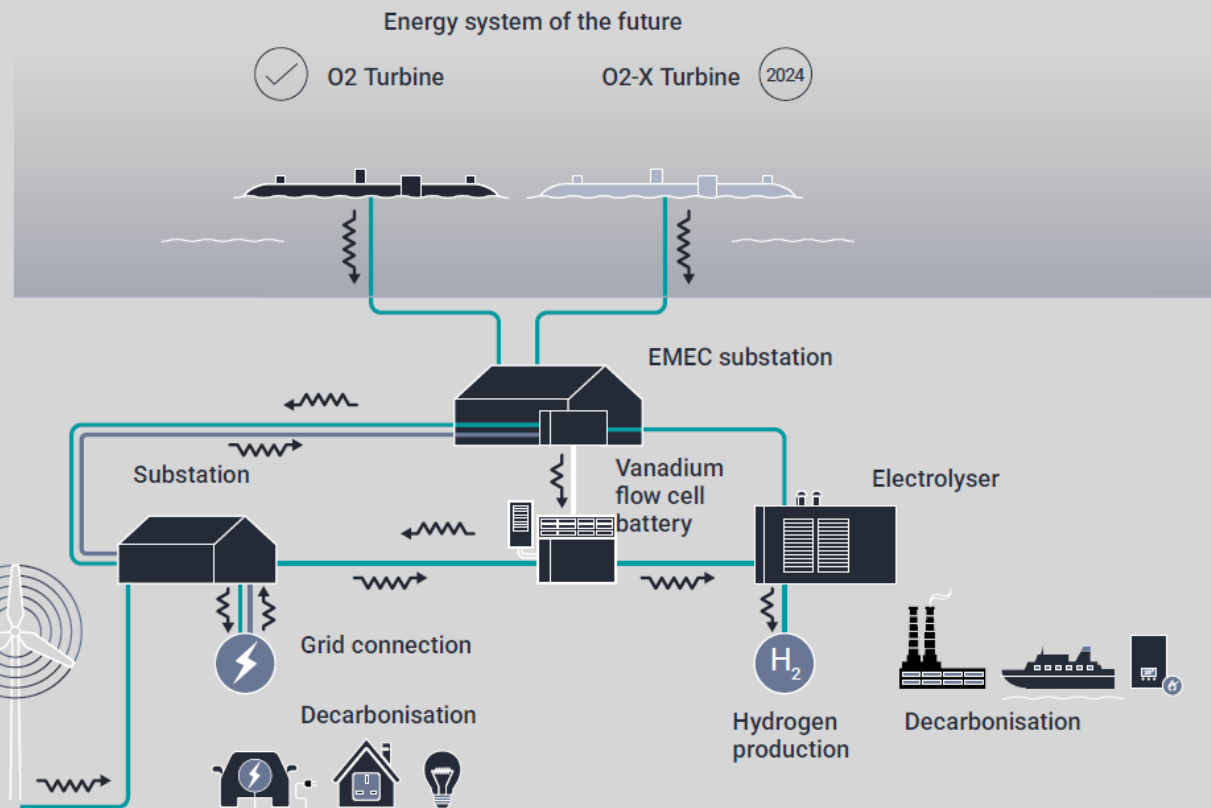 Energy system of the future
O2 Turbine
O2-X Turbine
2024
EMEC substation
Substation
Vanadium
flow cell
battery
Electrolyser
Grid connection
H2
Decarbonisation
Hydrogen
production
Decarbonisation